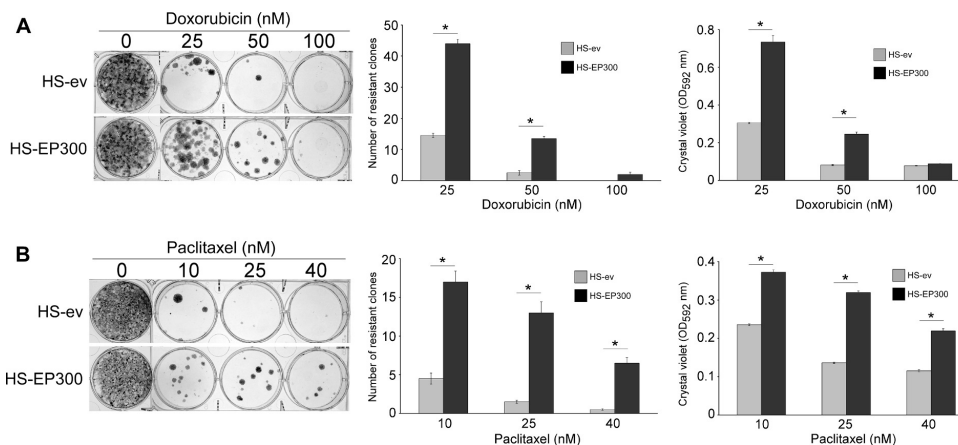 A
Doxorubicin (nM)
0 25 50 100
HS-ev
HS-EP300
Number of resistant clones
50
40
30
20
10
0
*
*
HS-ev
HS-EP300
25 50 100
Doxorubicin (nM)
Crystal violet (OD592 nm)
0.8
0.6
0.4
0.2
0.0
*
*
HS-ev
HS-EP300
25 50 100
Doxorubicin (nM)
B
Paclitaxel (nM)
0 10 25 40
HS-ev
HS-EP300
Number of resistant clones
20
15
10
5
0
*
*
*
HS-ev
HS-EP300
10 25 40
Paclitaxel (nM)
Crystal violet (OD592 nm)
0.4
0.3
0.2
0.1
0.0
*
*
*
HS-ev
HS-EP300
10 25 40
Paclitaxel (nM)